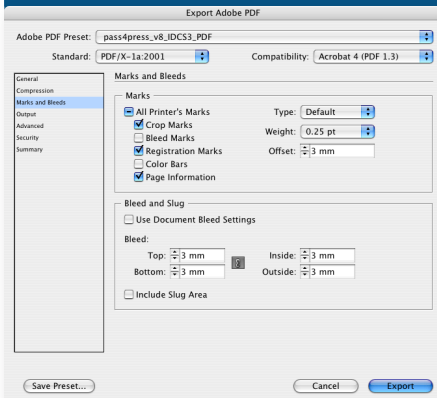 Export Adobe PDF
Adobe PDF Preset: pass4press_v8_IDCS3_PDF
Standard: PDF/X-1a:2001 Compatibility: Acrobat 4 (PDF 1.3)
General
Compression
Marks and Bleeds
Output
Advanced
Security
Summary
Marks and Bleeds
Marks
All Printer's Marks
Crop Marks
Bleed Marks
Registration Marks
Color Bars
Page Information
Type: Default
Weight: 0.25 pt
Offset: 3 mm
Bleed and Slug
Use Document Bleed Settings
Bleed:
Top: 3 mm Inside: 3 mm
Bottom: 3 mm Outside: 3 mm
Include Slug Area
Save Preset... Cancel Export